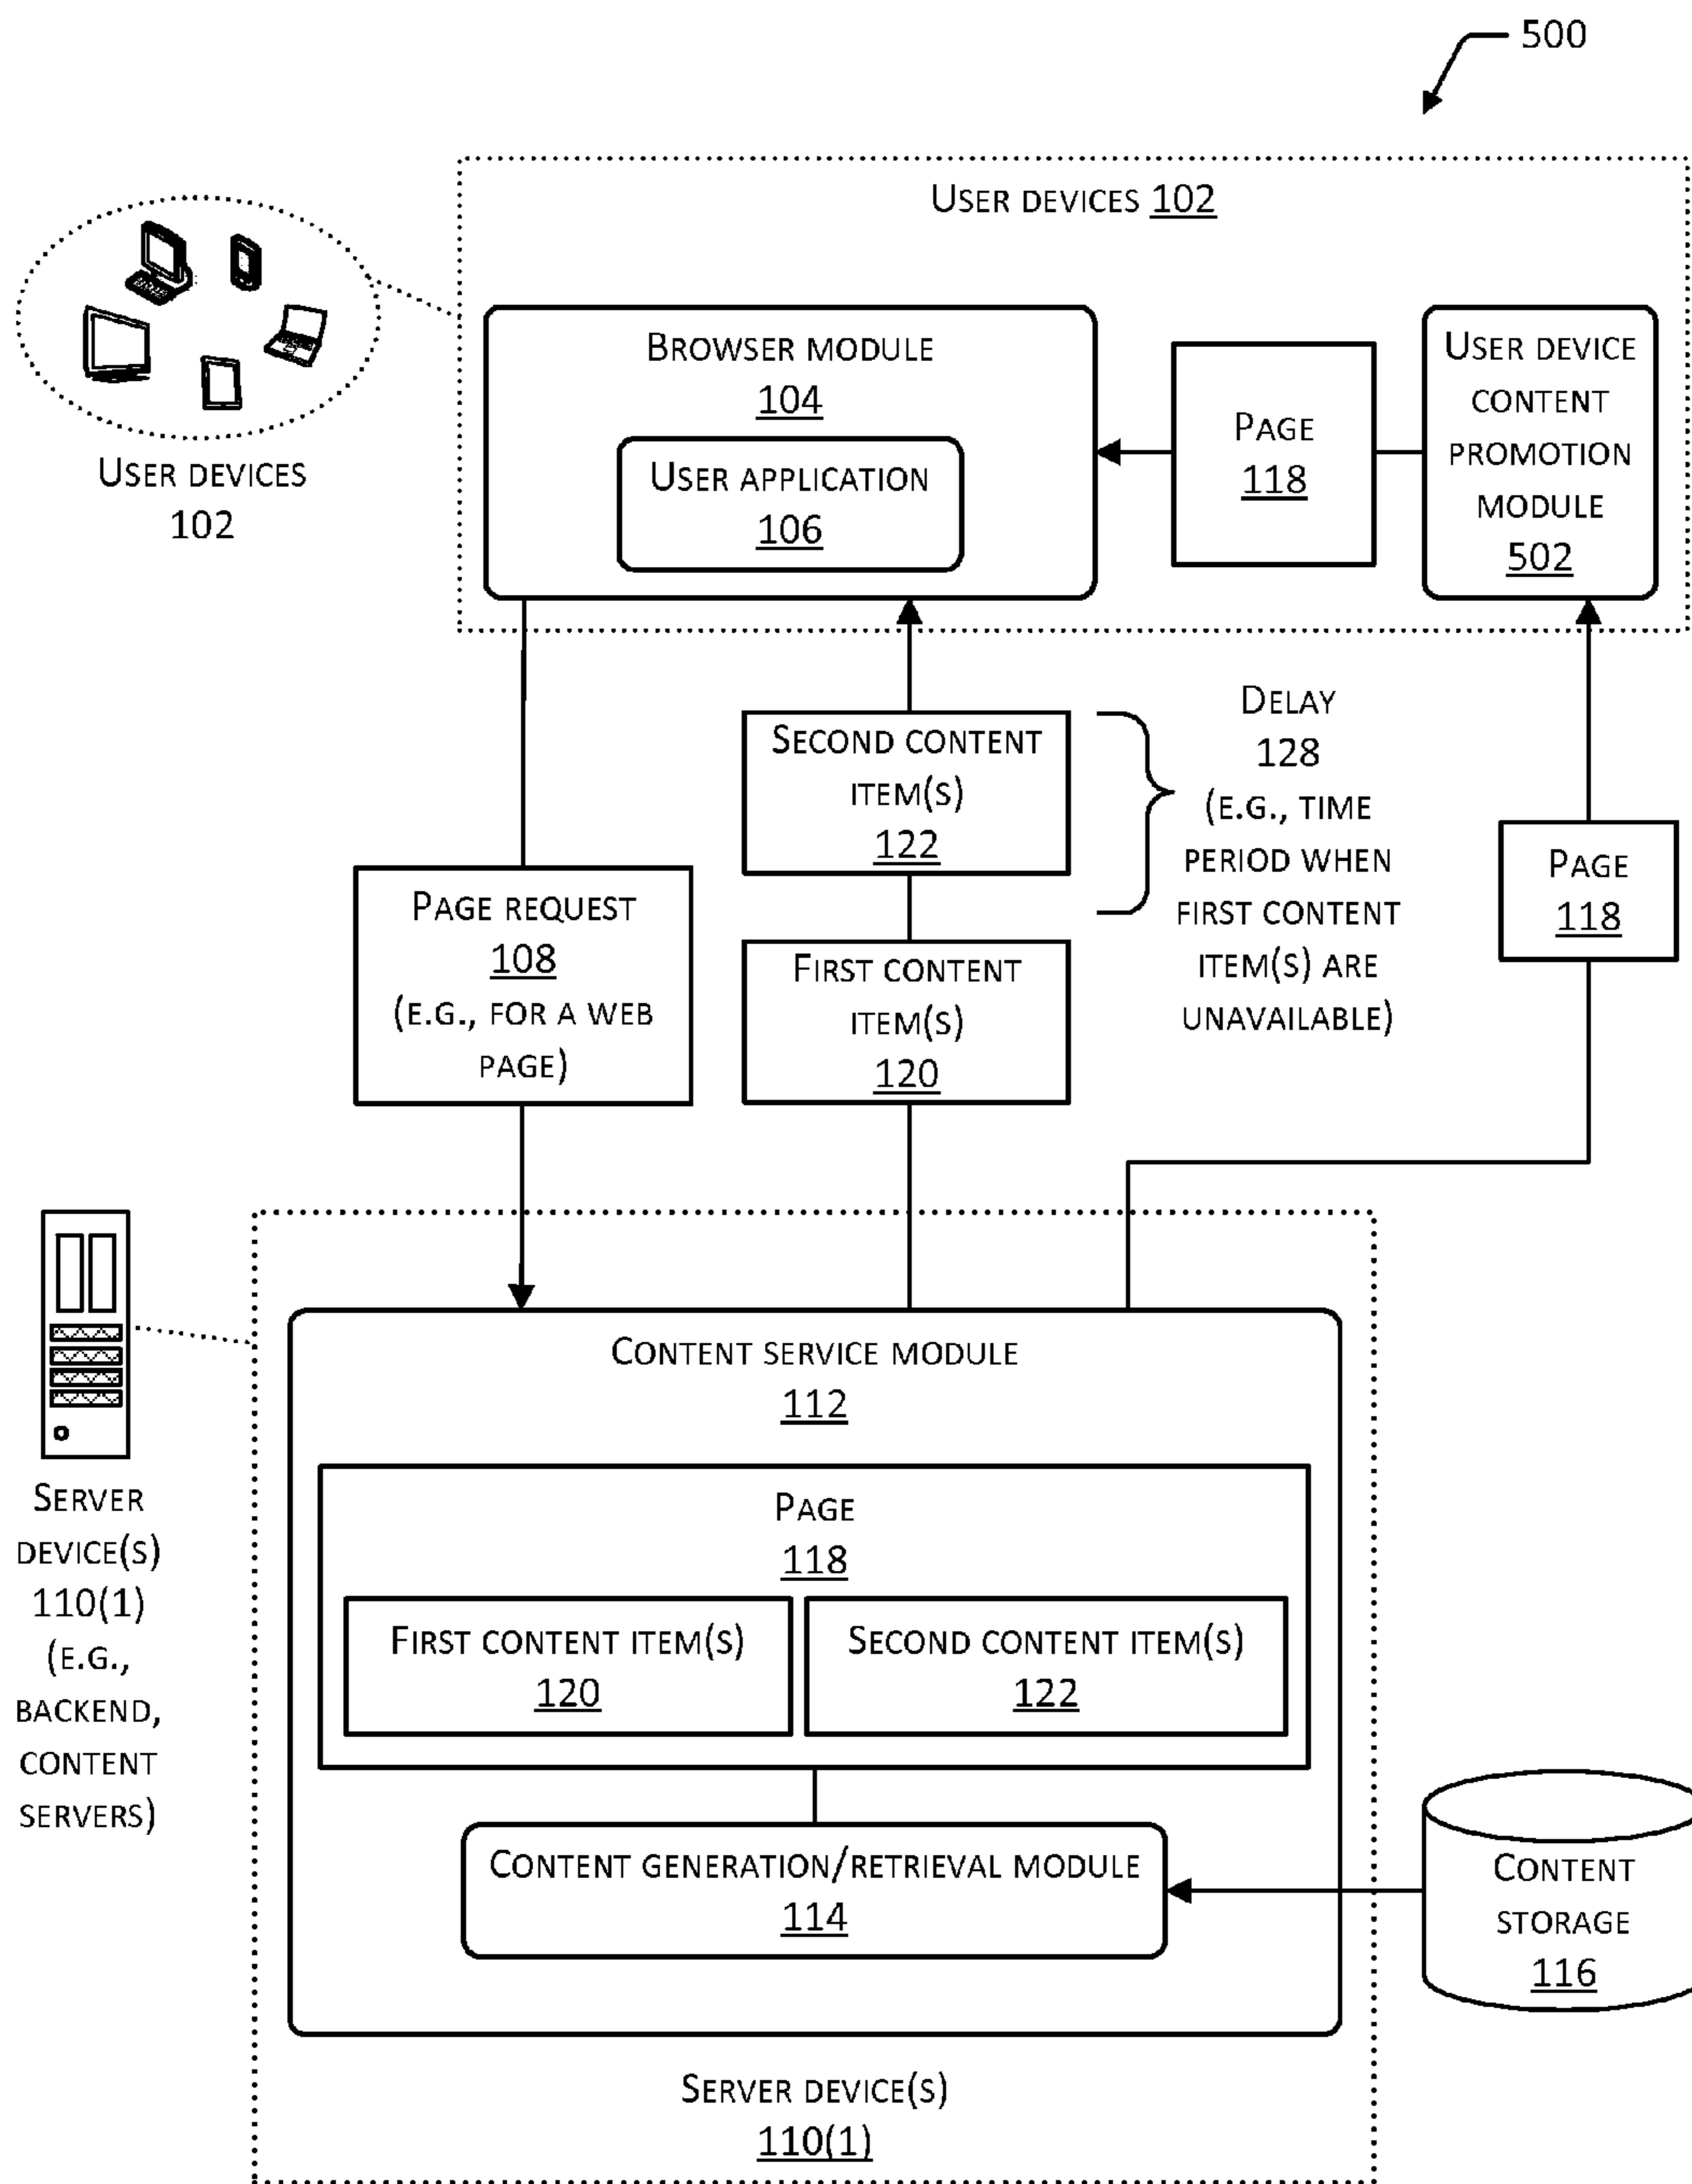 500
USER DEVICES 102
USER DEVICES
102
BROWSER MODULE
104
USER APPLICATION
106
PAGE
118
USER DEVICE
CONTENT
PROMOTION
MODULE
502
PAGE REQUEST
108
(E.G., FOR A WEB
PAGE)
SECOND CONTENT
ITEM(S)
122
FIRST CONTENT
ITEM(S)
120
DELAY
128
(E.G., TIME
PERIOD WHEN
FIRST CONTENT
ITEM(S) ARE
UNAVAILABLE)
PAGE
118
SERVER
DEVICE(S)
110(1)
(E.G.,
BACKEND,
CONTENT
SERVERS)
CONTENT SERVICE MODULE
112
PAGE
118
FIRST CONTENT ITEM(S)
120
SECOND CONTENT ITEM(S)
122
CONTENT GENERATION/RETRIEVAL MODULE
114
CONTENT
STORAGE
116
SERVER DEVICE(S)
110(1)